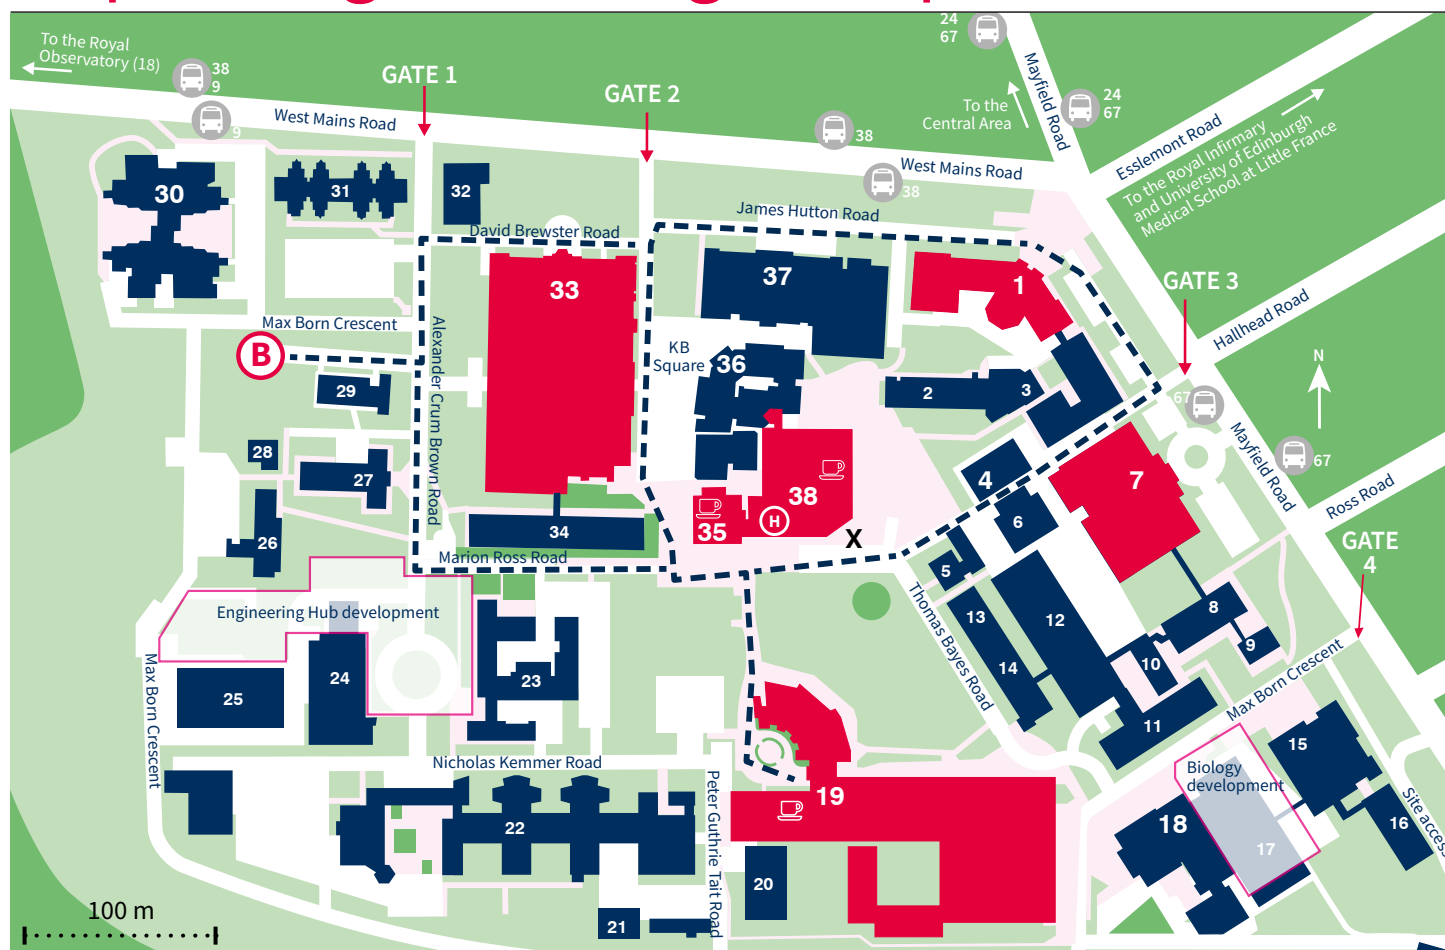 24
67
To the Royal
Observatory (18)
38
9
9
GATE 1
GATE 2
West Mains Road
38
38
West Mains Road
To the
Central Area
Mayfield Road
24
67
Esslemont Road
To the Royal Infirmary
and University of Edinburgh
Medical School at Little France
30
31
32
James Hutton Road
David Brewster Road
33
37
1
GATE 3
Hallhead Road
Max Born Crescent
B
Alexander Crum Brown Road
KB
Square
36
N
29
2
3
67
28
27
4
7
Mayfield Road
67
Ross Road
38
35
H
34
X
6
26
Marion Ross Road
5
GATE
4
Engineering Hub development
Thomas Bayes Road
13
12
8
9
14
10
Max Born Crescent
25
24
23
11
Max Born Crescent
Nicholas Kemmer Road
15
Biology
development
Peter Guthrie Tait Road
19
22
18
17
16
Site access
20
21
100 m